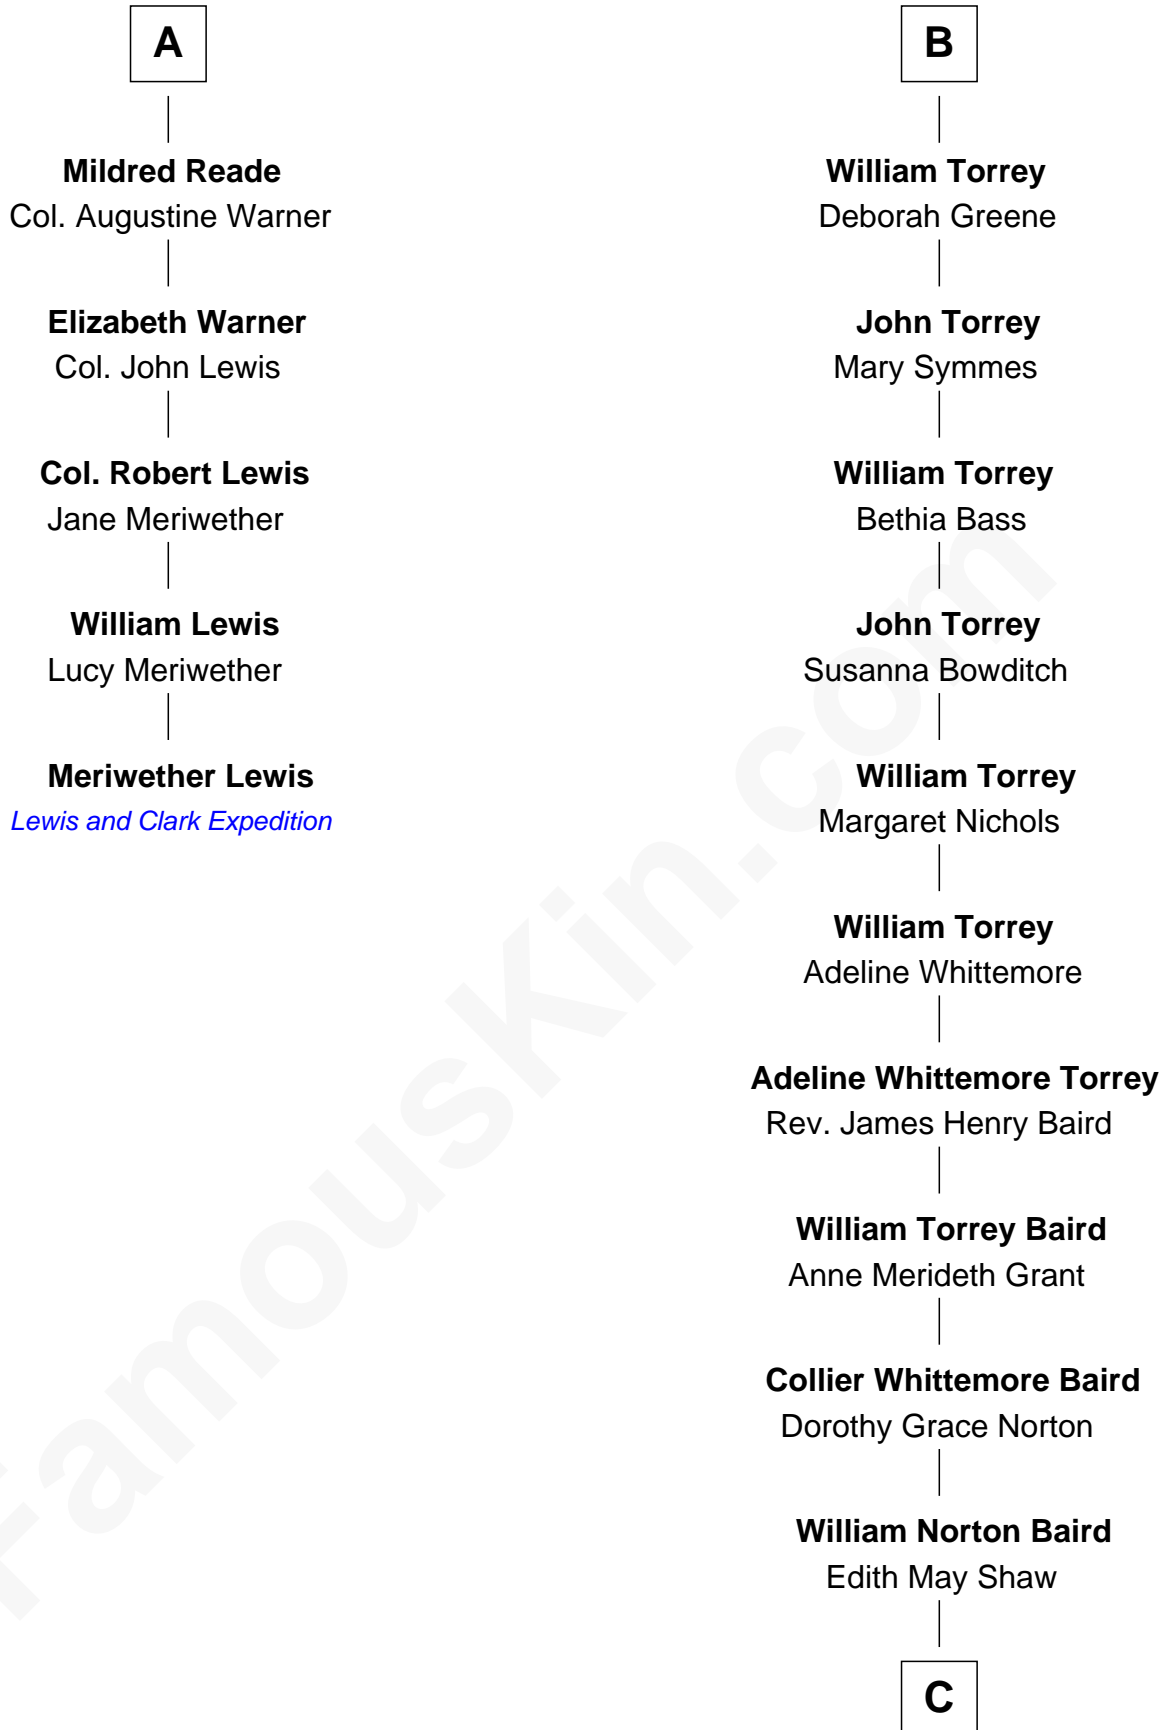 A
Mildred Reade
Col. Augustine Warner
Elizabeth Warner
Col. John Lewis
Col. Robert Lewis
Jane Meriwether
William Lewis
Lucy Meriwether
Meriwether Lewis
Lewis and Clark Expedition
B
William Torrey
Deborah Greene
John Torrey
Mary Symmes
William Torrey
Bethia Bass
John Torrey
Susanna Bowditch
William Torrey
Margaret Nichols
William Torrey
Adeline Whittemore
Adeline Whittemore Torrey
Rev. James Henry Baird
William Torrey Baird
Anne Merideth Grant
Collier Whittemore Baird
Dorothy Grace Norton
William Norton Baird
Edith May Shaw
C
FamousKin.com